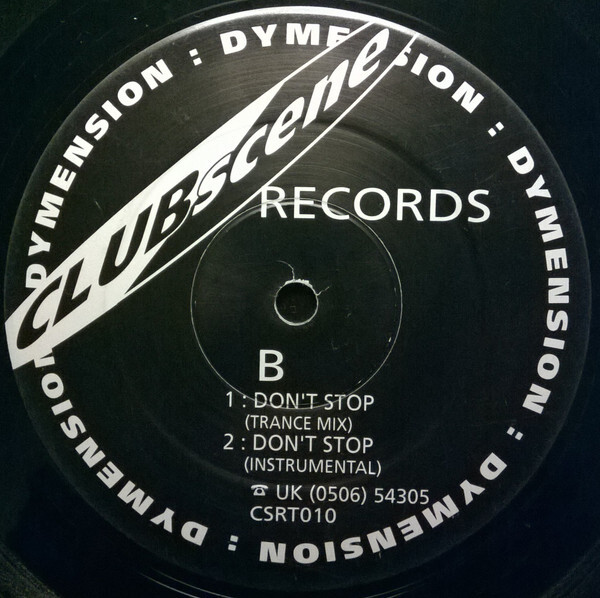 DYMENSION : DYMENSION : DYMENSION : DYMENSION : DYMENSION
CLUBscene
RECORDS
B
1 : DON'T STOP
(TRANCE MIX)
2 : DON'T STOP
(INSTRUMENTAL)
☎ UK (0506) 54305
CSRT010